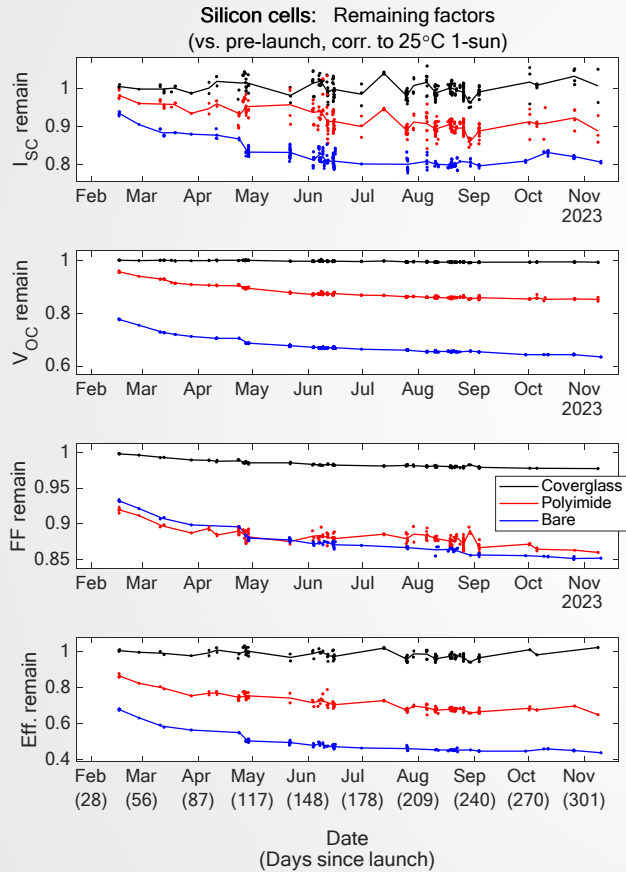 Silicon cells: Remaining factors
(vs. pre-launch, corr. to 25°C 1-sun)
I_SC remain
1
0.9
0.8
Feb Mar Apr May Jun Jul Aug Sep Oct Nov
2023
V_OC remain
1
0.8
0.6
Feb Mar Apr May Jun Jul Aug Sep Oct Nov
2023
FF remain
1
0.95
0.9
0.85
Coverglass
Polyimide
Bare
Feb Mar Apr May Jun Jul Aug Sep Oct Nov
2023
Eff. remain
1
0.8
0.6
0.4
Feb Mar Apr May Jun Jul Aug Sep Oct Nov
(28) (56) (87) (117) (148) (178) (209) (240) (270) (301)
Date
(Days since launch)